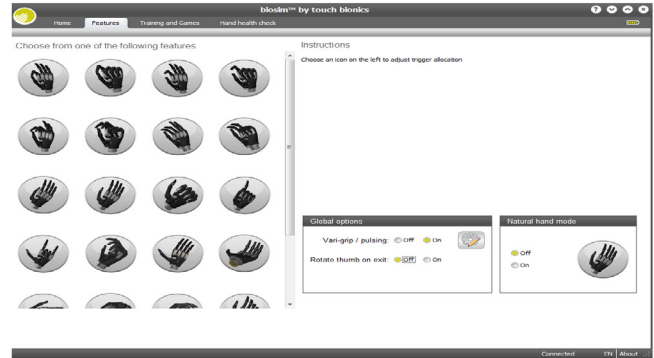 biosim™ by touch bionics
Home Features Training and Games Hand health check
Choose from one of the following features
Instructions
Choose an icon on the left to adjust trigger allocation
Global options
Vari-grip / pulsing: Off On
Rotate thumb on exit: Off On
Natural hand mode
Off
On
Connected EN About